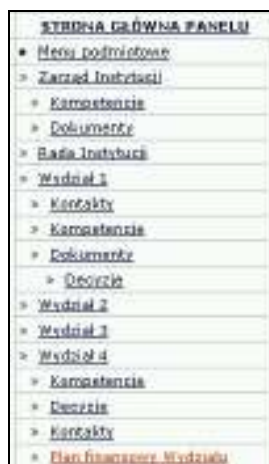 STRONA GŁÓWNA PANELU
Menu podmiotowe
Zarząd Instytucji
Kompetencje
Dokumenty
Rada Instytucji
Wydział 1
Kontakty
Kompetencje
Dokumenty
Decyzje
Wydział 2
Wydział 3
Wydział 4
Kompetencje
Decyzje
Kontakty
Plan finansowy Wydziału